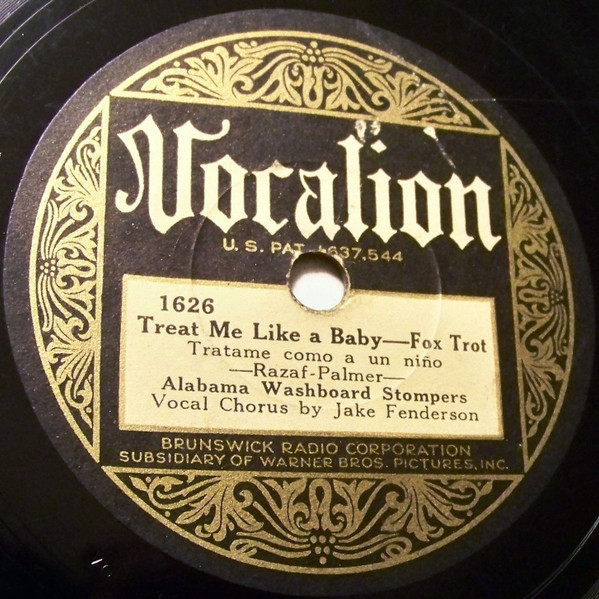 Vocalion
U. S. PAT. 1637,544
1626
Treat Me Like a Baby—Fox Trot
Tratame como a un niño
—Razaf-Palmer—
Alabama Washboard Stompers
Vocal Chorus by Jake Fenderson
BRUNSWICK RADIO CORPORATION
SUBSIDIARY OF WARNER BROS. PICTURES, INC.